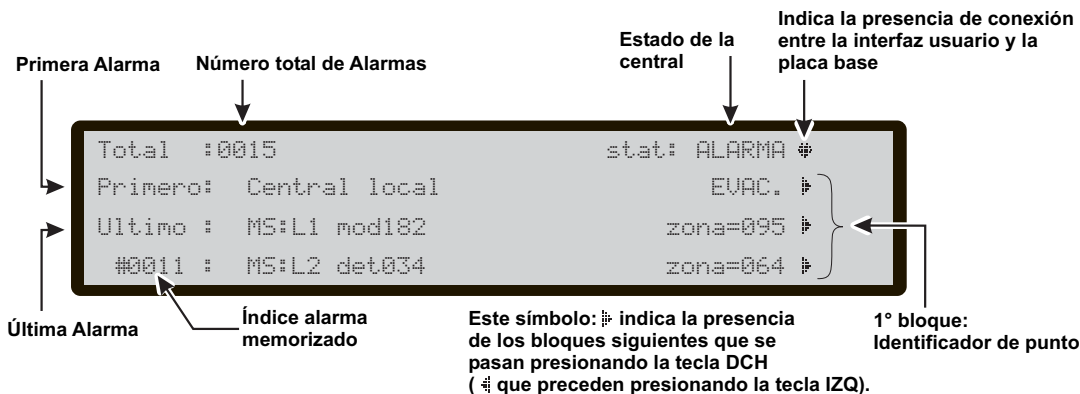 Indica la presencia de conexión
entre la interfaz usuario y la
placa base
Estado de la
central
Primera Alarma
Número total de Alarmas
Total :0015 stat: ALARMA
Primero: Central local EVAC.
Ultimo : MS:L1 mod182 zona=095
#0011 : MS:L2 det034 zona=064
Última Alarma
Índice alarma
memorizado
Este símbolo: indica la presencia
de los bloques siguientes que se
pasan presionando la tecla DCH
( que preceden presionando la tecla IZQ).
1° bloque:
Identificador de punto